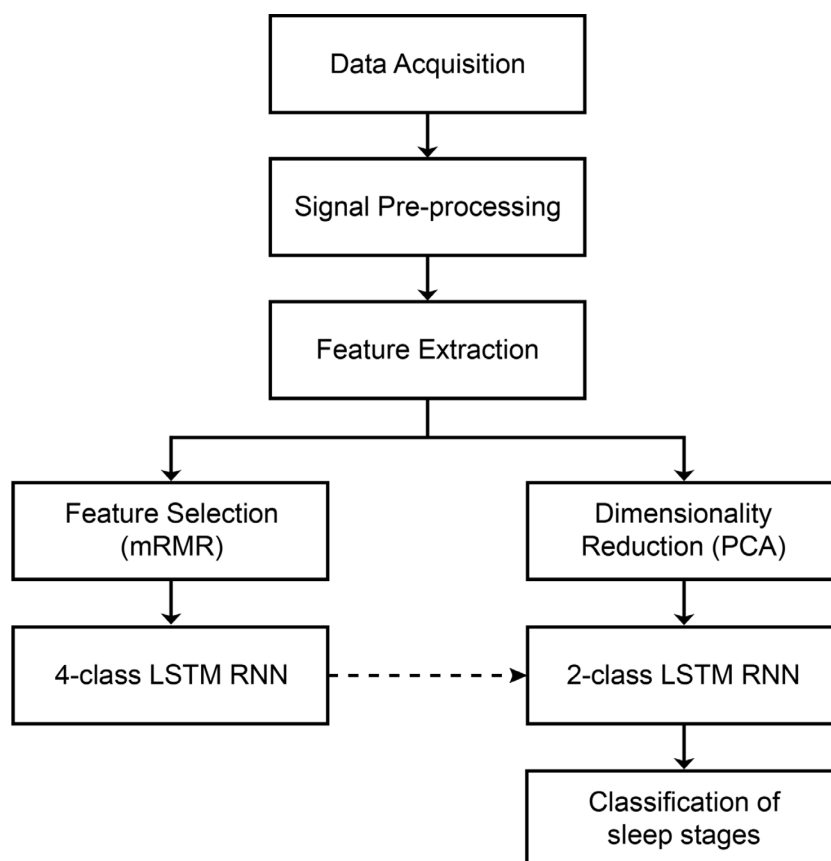 Data Acquisition
Signal Pre-processing
Feature Extraction
Feature Selection
(mRMR)
Dimensionality
Reduction (PCA)
4-class LSTM RNN
2-class LSTM RNN
Classification of
sleep stages